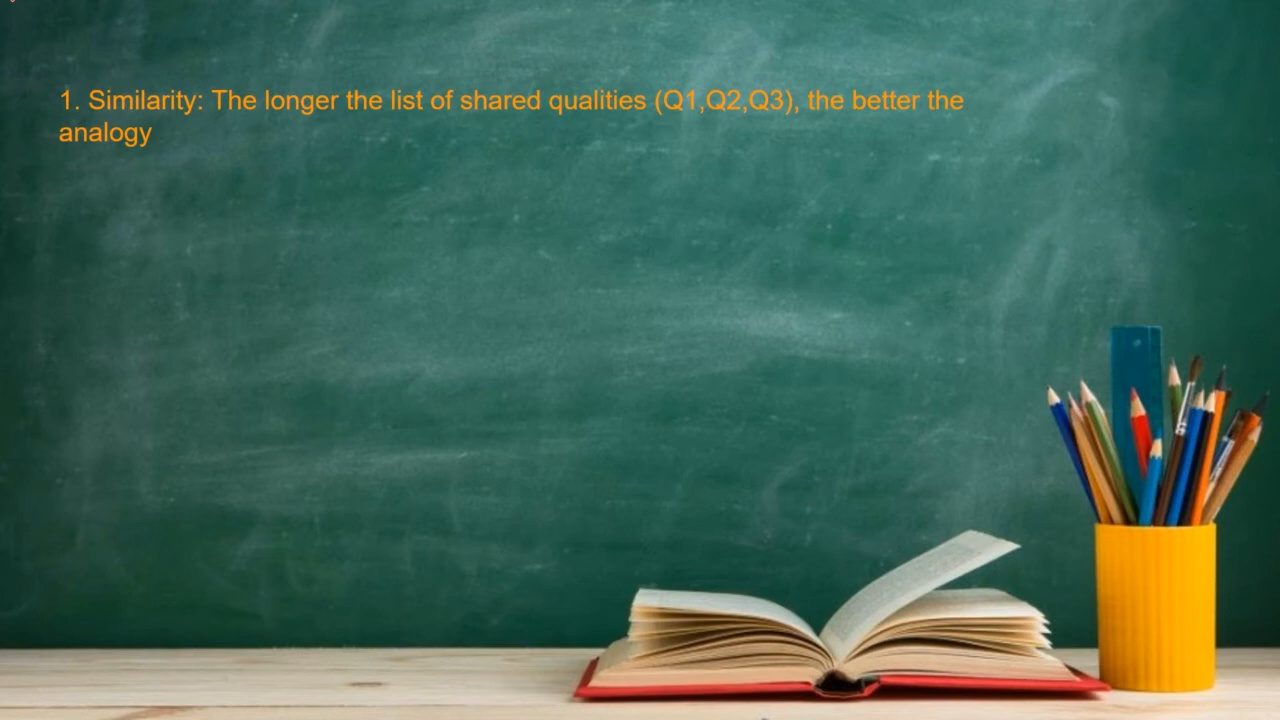 1. Similarity: The longer the list of shared qualities (Q1,Q2,Q3), the better the
analogy